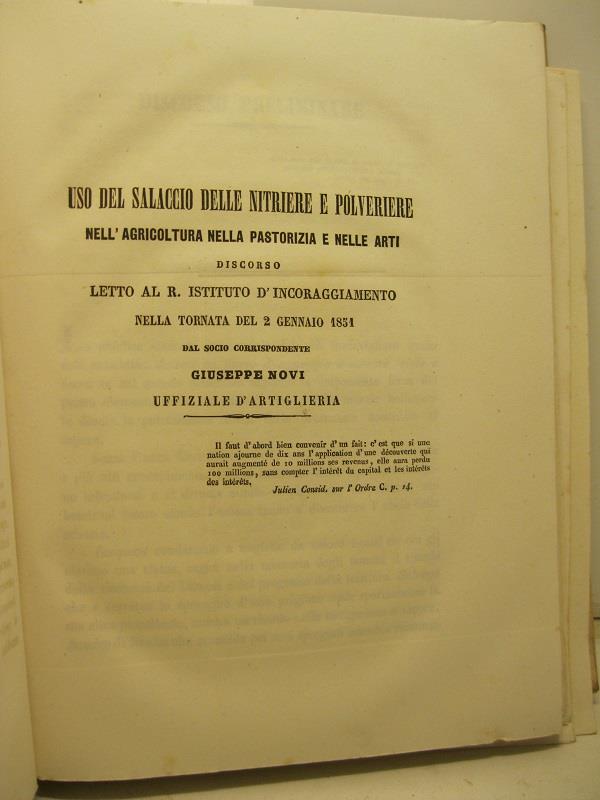 USO DEL SALACCIO DELLE NITRIERE E POLVERIERE
NELL'AGRICOLTURA NELLA PASTORIZIA E NELLE ARTI
DISCORSO
LETTO AL R. ISTITUTO D'INCORAGGIAMENTO
NELLA TORNATA DEL 2 GENNAIO 1851
DAL SOCIO CORRISPONDENTE
GIUSEPPE NOVI
UFFIZIALE D'ARTIGLIERIA
Il faut d'abord bien convenir d'un fait: c'est que si une
nation ajourne de dix ans l'application d'une découverte qui
aurait augmenté de 10 millions ses revenus, elle aura perdu
100 millions, sans compter l'intérêt du capital et les intérêts
des intérêts,
Julien Consid. sur l'Ordre C. p. 14.